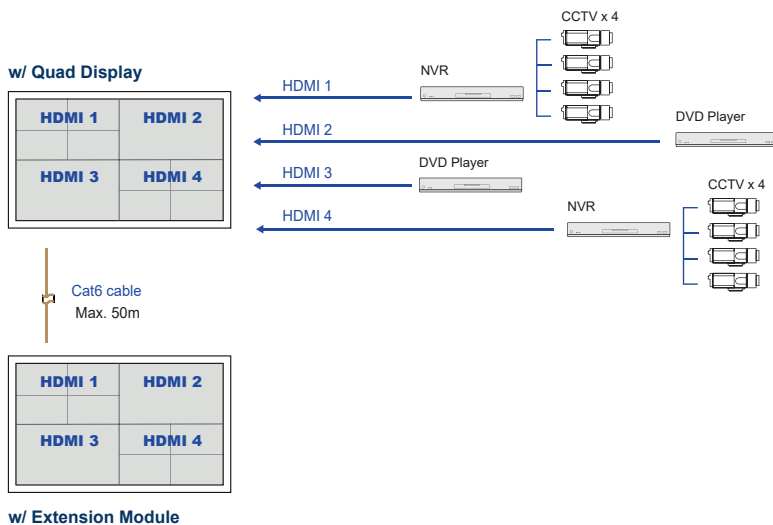 CCTV x 4
w/ Quad Display
NVR
HDMI 1
HDMI 1 HDMI 2
DVD Player
HDMI 2
HDMI 3 HDMI 4
DVD Player
HDMI 3
CCTV x 4
NVR
HDMI 4
Cat6 cable
Max. 50m
HDMI 1 HDMI 2
HDMI 3 HDMI 4
w/ Extension Module